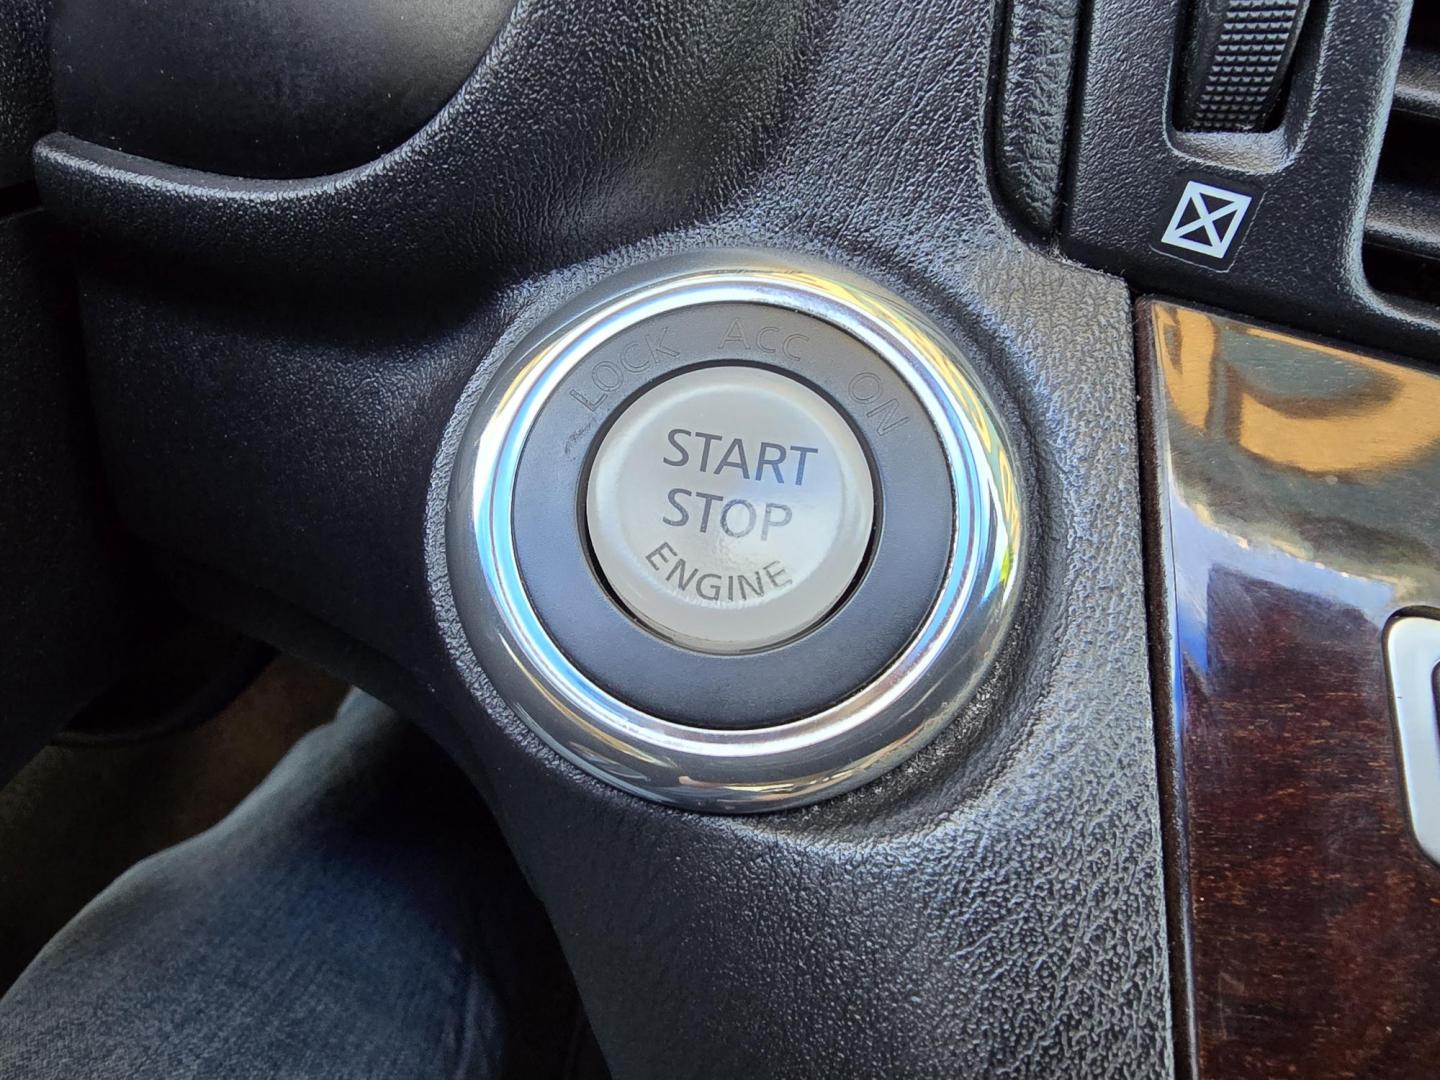 LOCK ACC ON
START
STOP
ENGINE